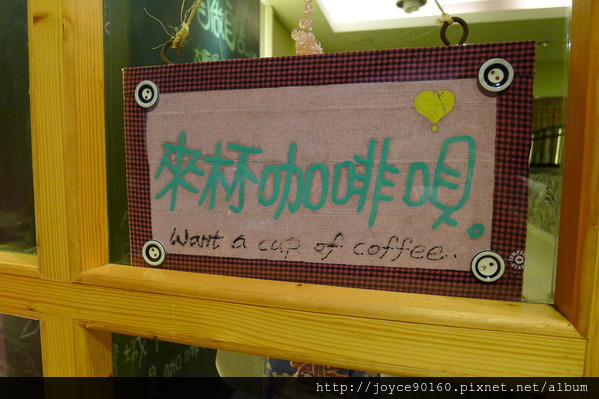 來杯咖啡唄。
Want a cup of coffee..
http://joyce90160.pixnet.net/album